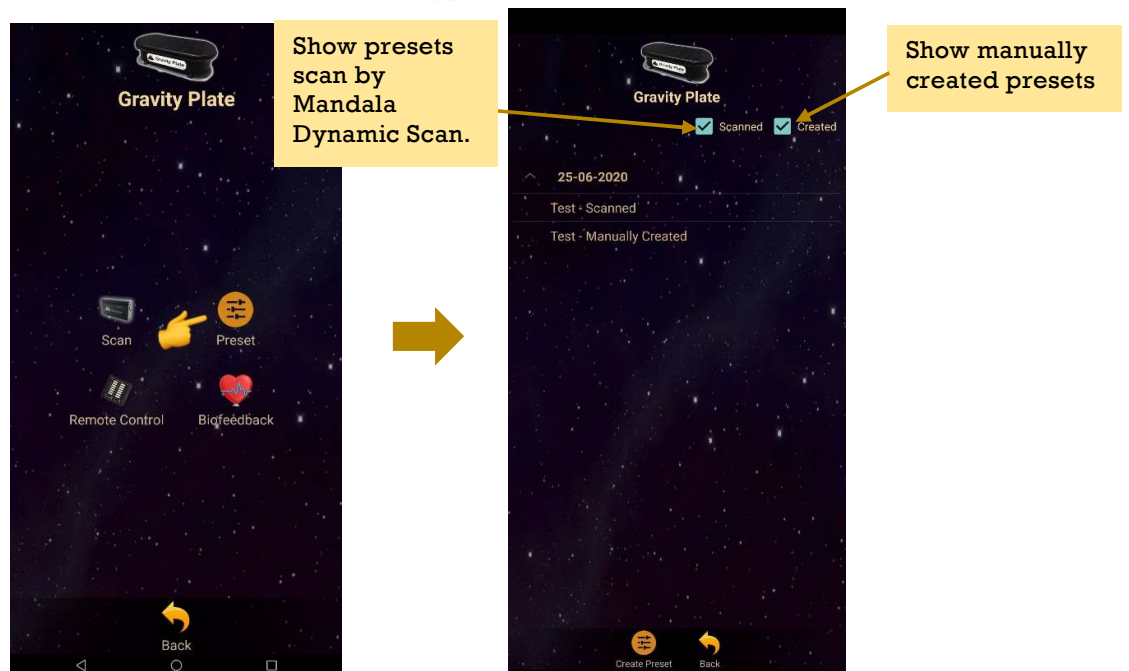 Gravity Plate
Gravity Plate
Scan
Preset
Remote Control
Biofeedback
Back
Show presets
scan by
Mandala
Dynamic Scan.
Gravity Plate
Gravity Plate
Scanned
Created
25-06-2020
Test - Scanned
Test - Manually Created
Create Preset
Back
Show manually
created presets